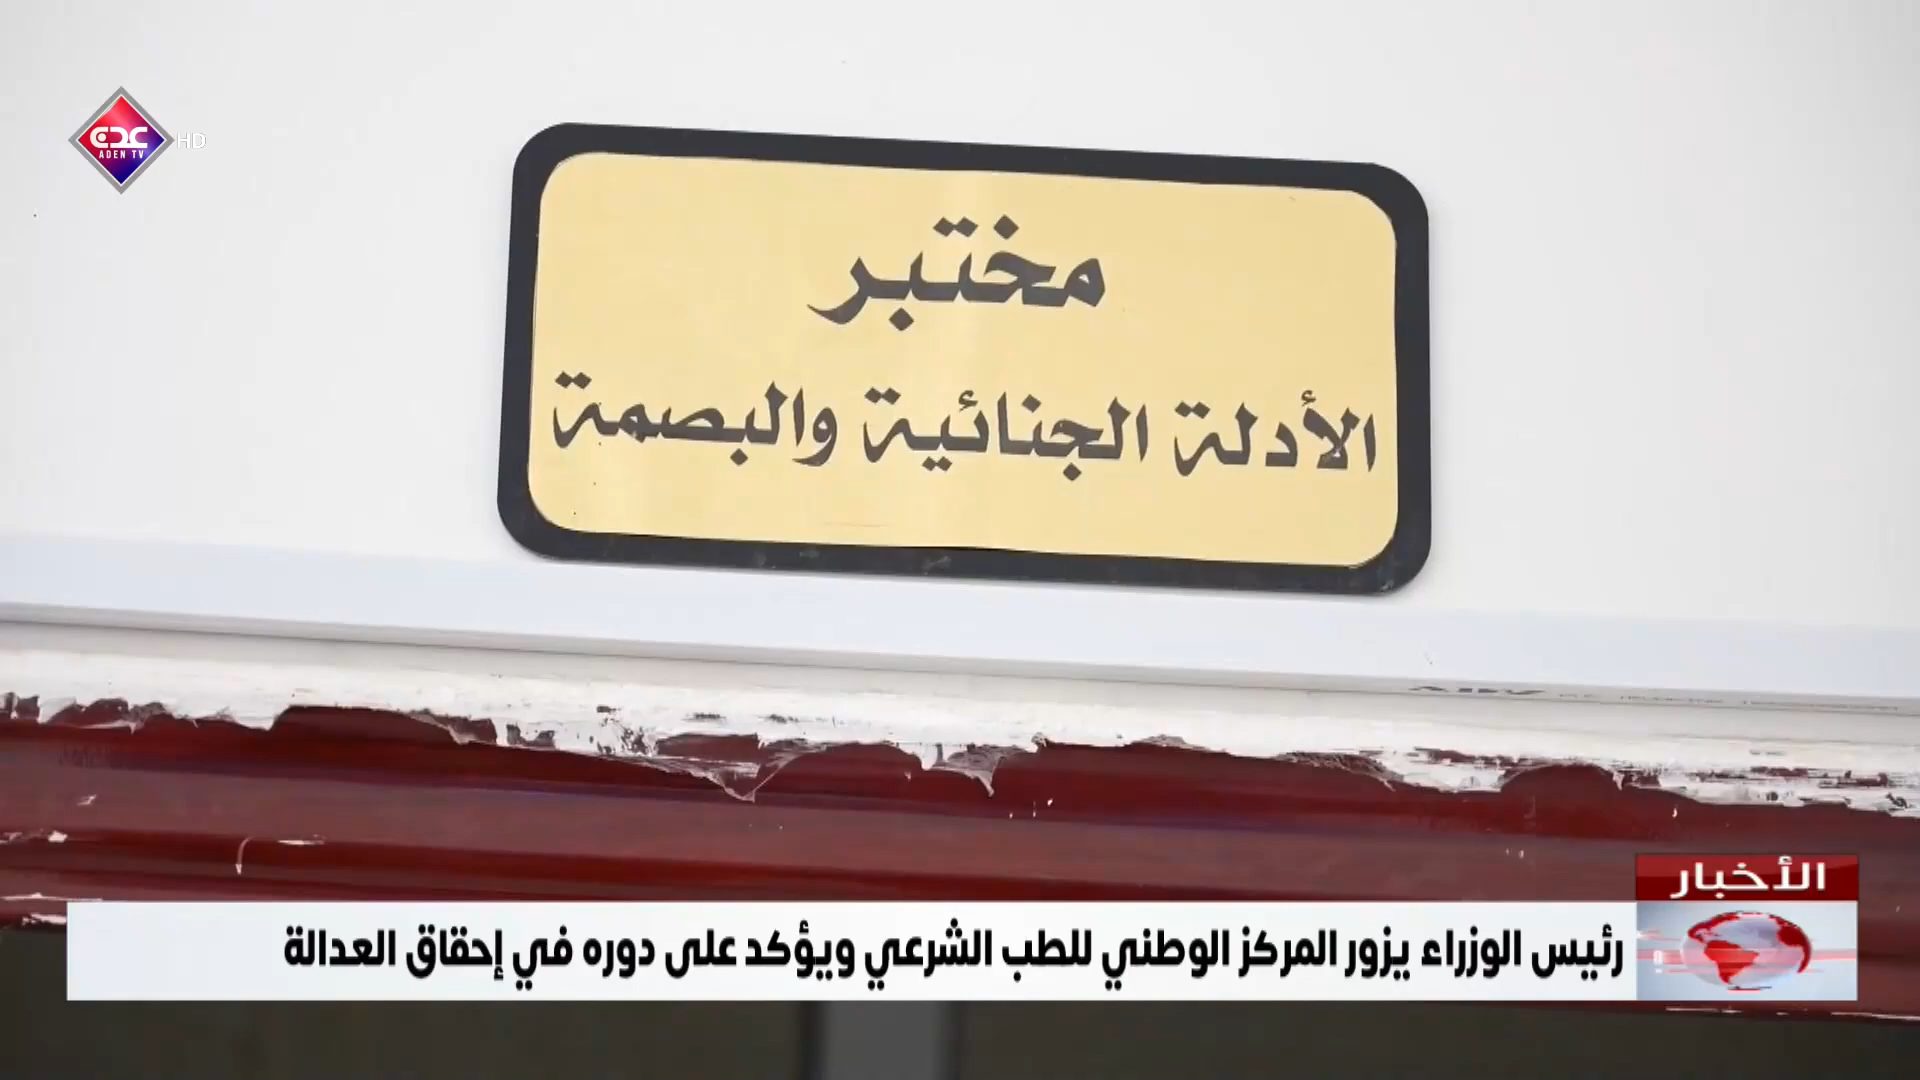 عدن
ADEN TV
HD
مختبر
الأدلة الجنائية والبصمة
الأخبار
رئيس الوزراء يزور المركز الوطني للطب الشرعي ويؤكد على دوره في إحقاق العدالة